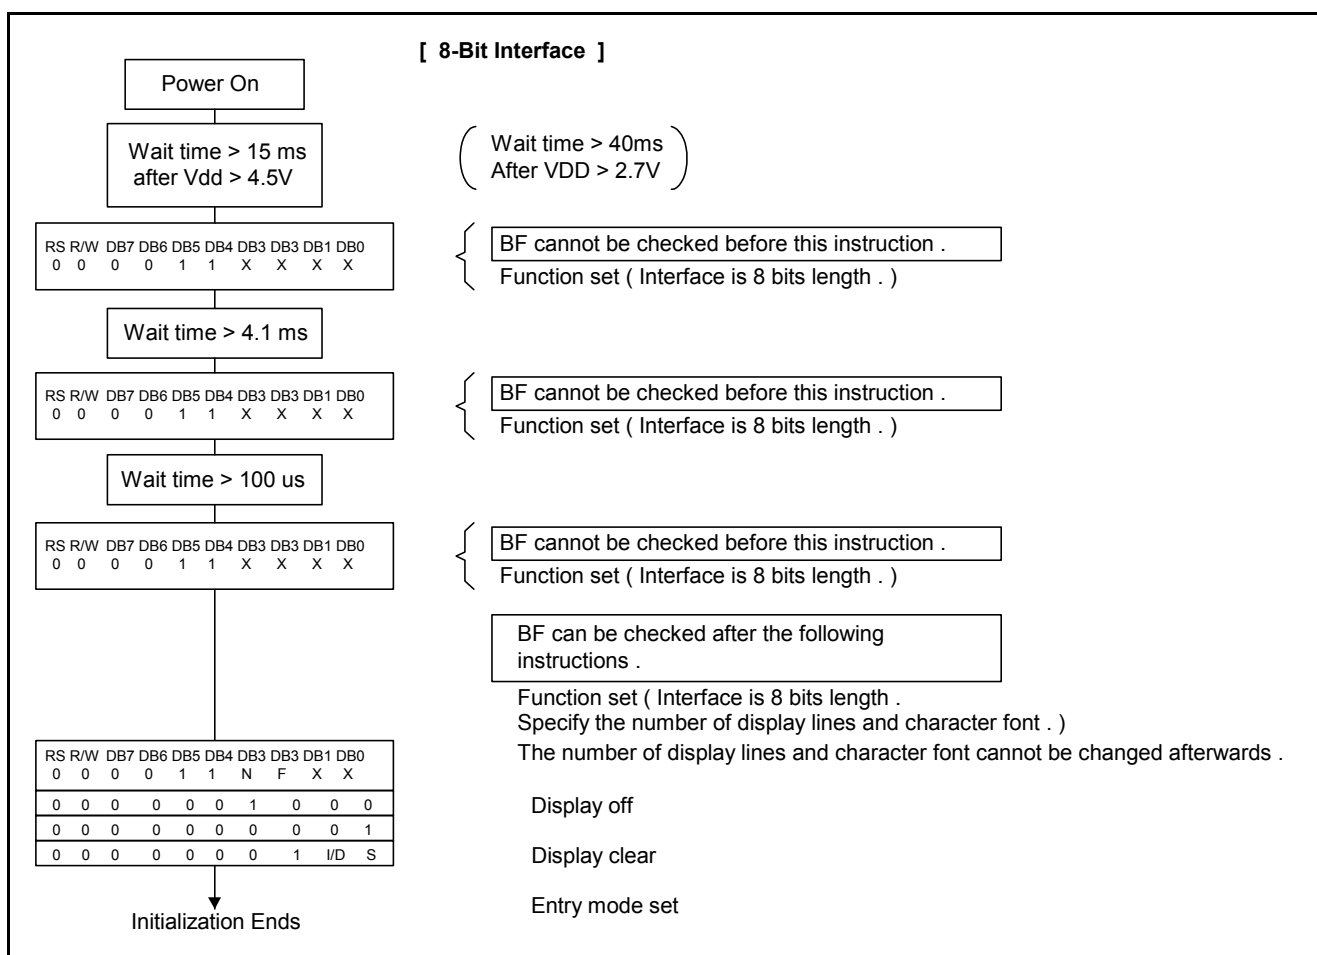 [ 8-Bit Interface ]
Power On
Wait time > 15 ms
after Vdd > 4.5V
Wait time > 40ms
After VDD > 2.7V
RS R/W DB7 DB6 DB5 DB4 DB3 DB3 DB1 DB0
0 0 0 0 1 1 X X X X
BF cannot be checked before this instruction .
Function set ( Interface is 8 bits length . )
Wait time > 4.1 ms
RS R/W DB7 DB6 DB5 DB4 DB3 DB3 DB1 DB0
0 0 0 0 1 1 X X X X
BF cannot be checked before this instruction .
Function set ( Interface is 8 bits length . )
Wait time > 100 us
RS R/W DB7 DB6 DB5 DB4 DB3 DB3 DB1 DB0
0 0 0 0 1 1 X X X X
BF cannot be checked before this instruction .
Function set ( Interface is 8 bits length . )
BF can be checked after the following
instructions .
Function set ( Interface is 8 bits length .
Specify the number of display lines and character font . )
The number of display lines and character font cannot be changed afterwards .
RS R/W DB7 DB6 DB5 DB4 DB3 DB3 DB1 DB0
0 0 0 0 1 1 N F X X
0 0 0 0 0 0 1 0 0 0
Display off
0 0 0 0 0 0 0 0 0 1
Display clear
0 0 0 0 0 0 0 1 I/D S
Entry mode set
Initialization Ends